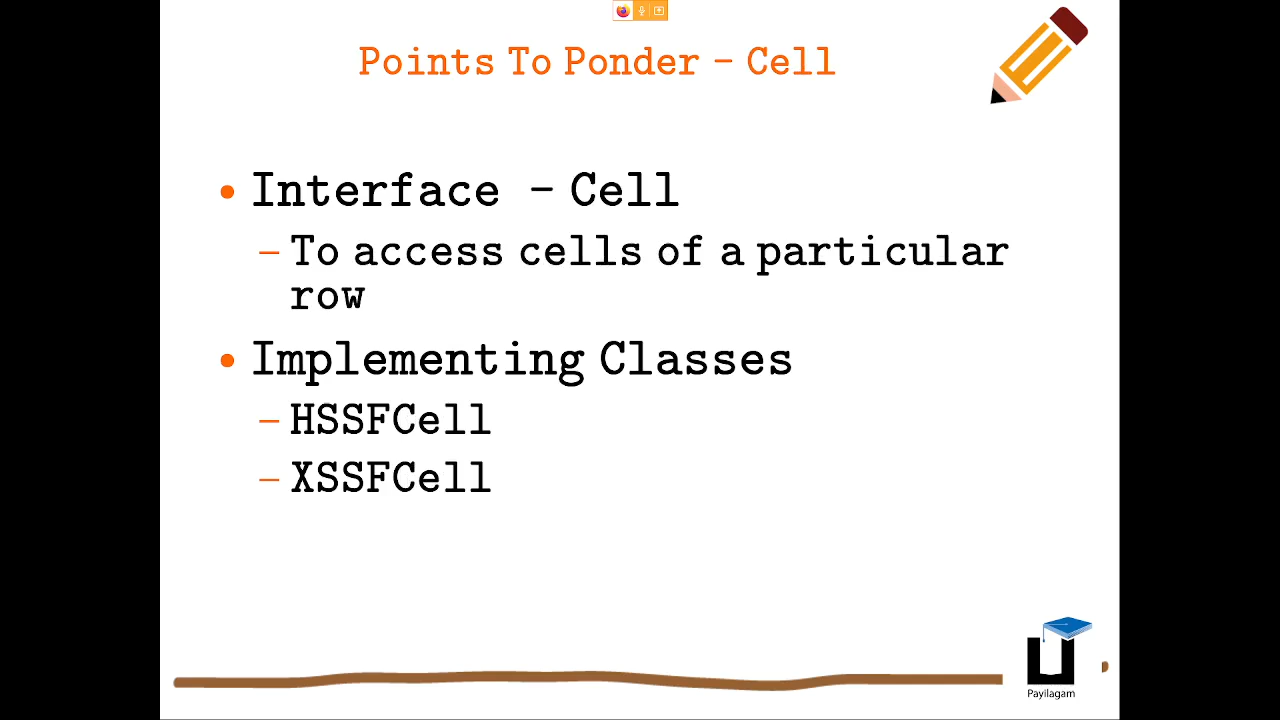 Points To Ponder - Cell
• Interface - Cell
– To access cells of a particular
row
• Implementing Classes
– HSSFCell
– XSSFCell
Payilagam